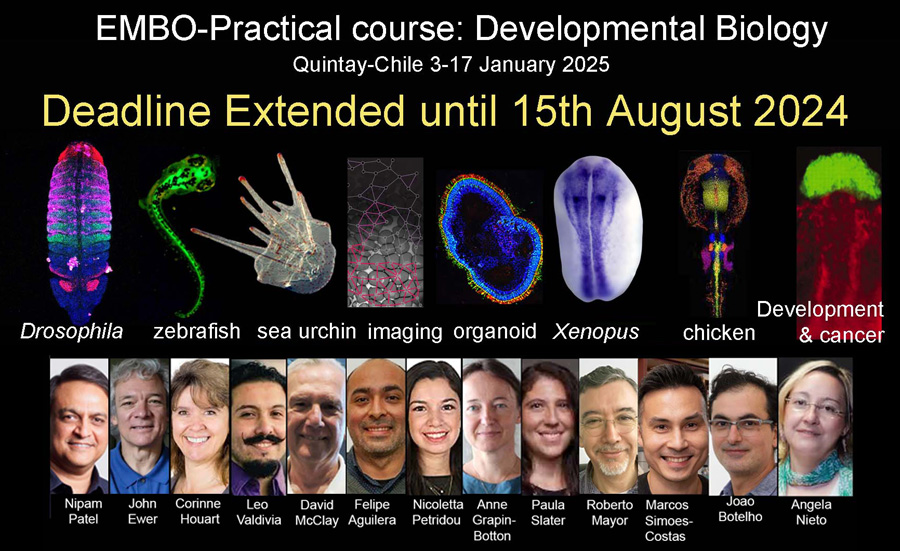 EMBO-Practical course: Developmental Biology
Quintay-Chile 3-17 January 2025
Deadline Extended until 15th August 2024
Drosophila zebrafish sea urchin imaging organoid Xenopus chicken
Development
& cancer
Nipam
Patel
John
Ewer
Corinne
Houart
Leo
Valdivia
David
McClay
Felipe
Aguilera
Nicoletta
Petridou
Anne
Grapin-
Botton
Paula
Slater
Roberto
Mayor
Marcos
Simoes-
Costas
Joao
Botelho
Angela
Nieto